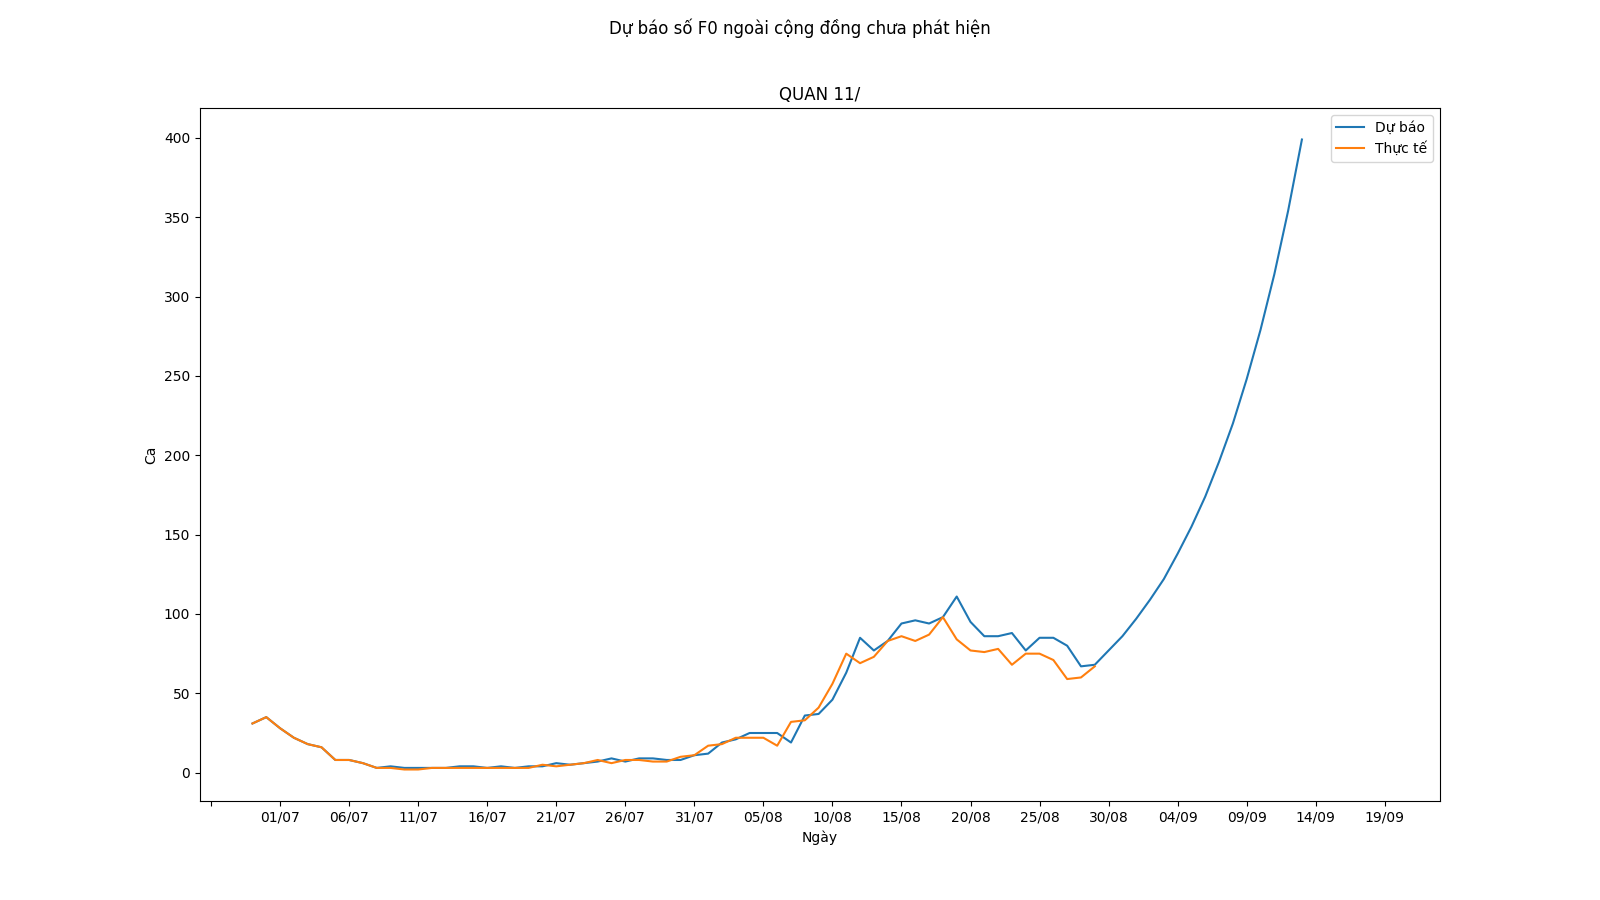 Dự báo số F0 ngoài cộng đồng chưa phát hiện
QUAN 11/
Dự báo
Thực tế
400
350
300
250
200
150
100
50
0
Ca
01/07 06/07 11/07 16/07 21/07 26/07 31/07 05/08 10/08 15/08 20/08 25/08 30/08 04/09 09/09 14/09 19/09
Ngày